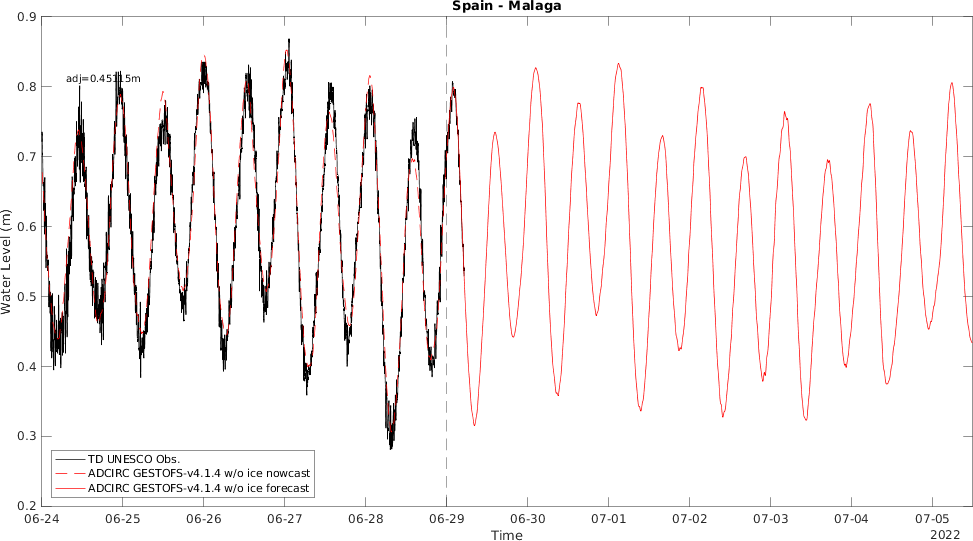 Spain - Malaga
0.9
0.8
0.7
0.6
0.5
0.4
0.3
0.2
Water Level (m)
adj=0.45115m
TD UNESCO Obs.
ADCIRC GESTOFS-v4.1.4 w/o ice nowcast
ADCIRC GESTOFS-v4.1.4 w/o ice forecast
06-24 06-25 06-26 06-27 06-28 06-29 06-30 07-01 07-02 07-03 07-04 07-05
Time
2022